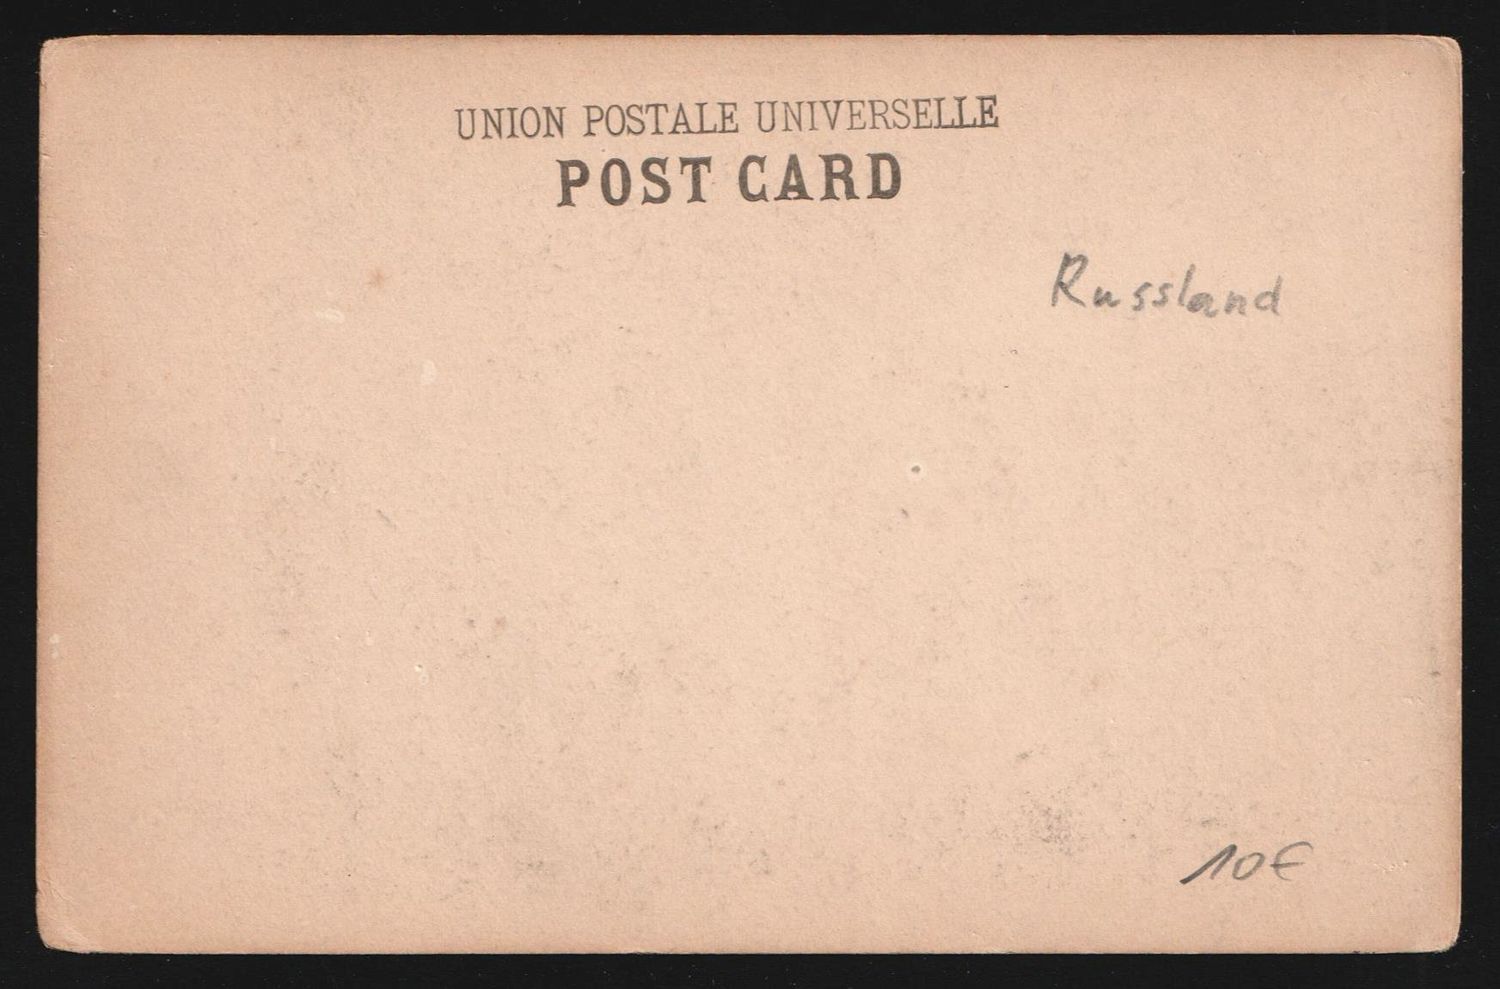 UNION POSTALE UNIVERSELLE
POST CARD
Russland
10€